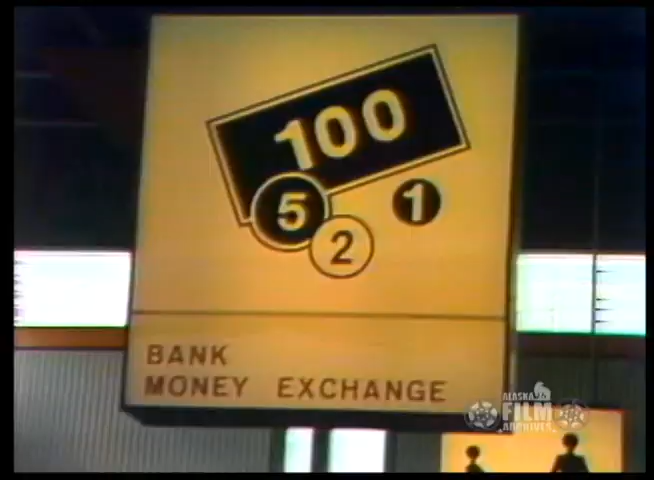 100
5
1
2
BANK
MONEY EXCHANGE
ALASKA
FILM
ARCHIVES